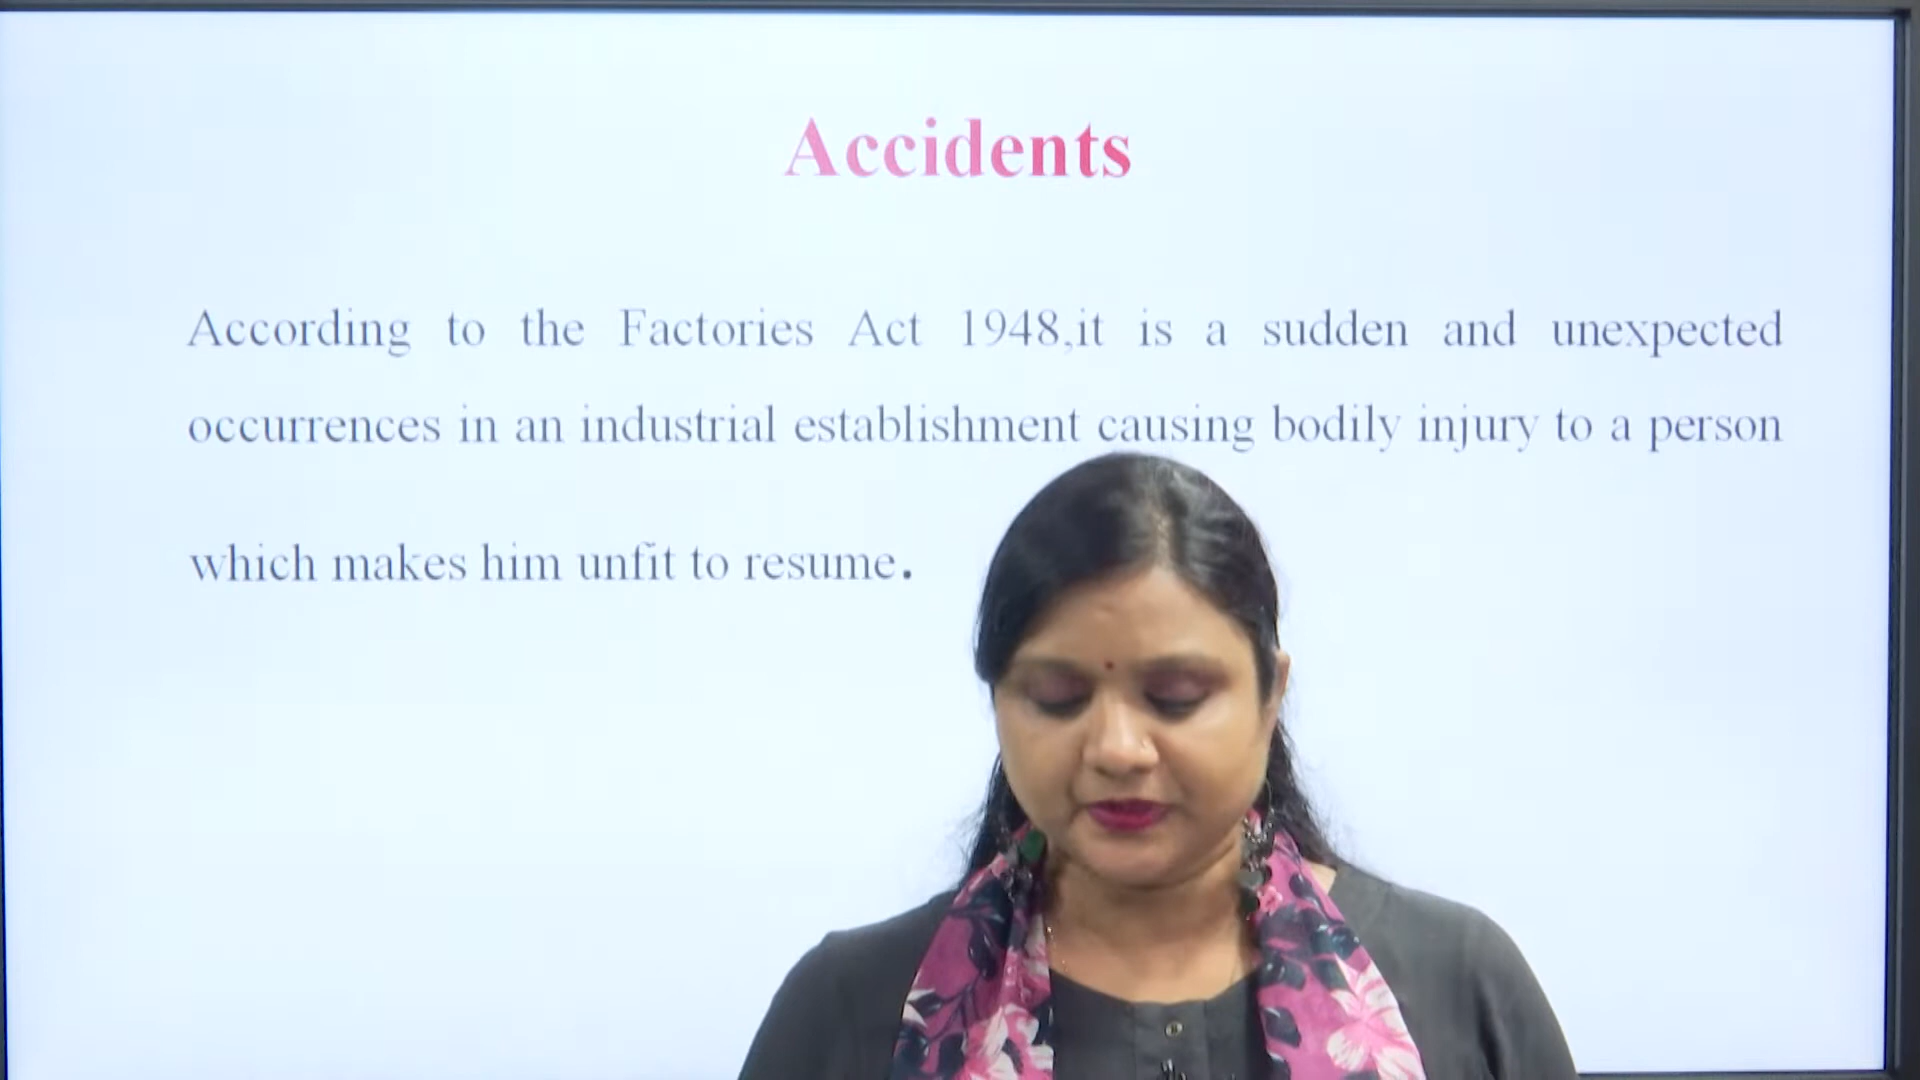 Accidents
According to the Factories Act 1948,it is a sudden and unexpected
occurrences in an industrial establishment causing bodily injury to a person
which makes him unfit to resume.